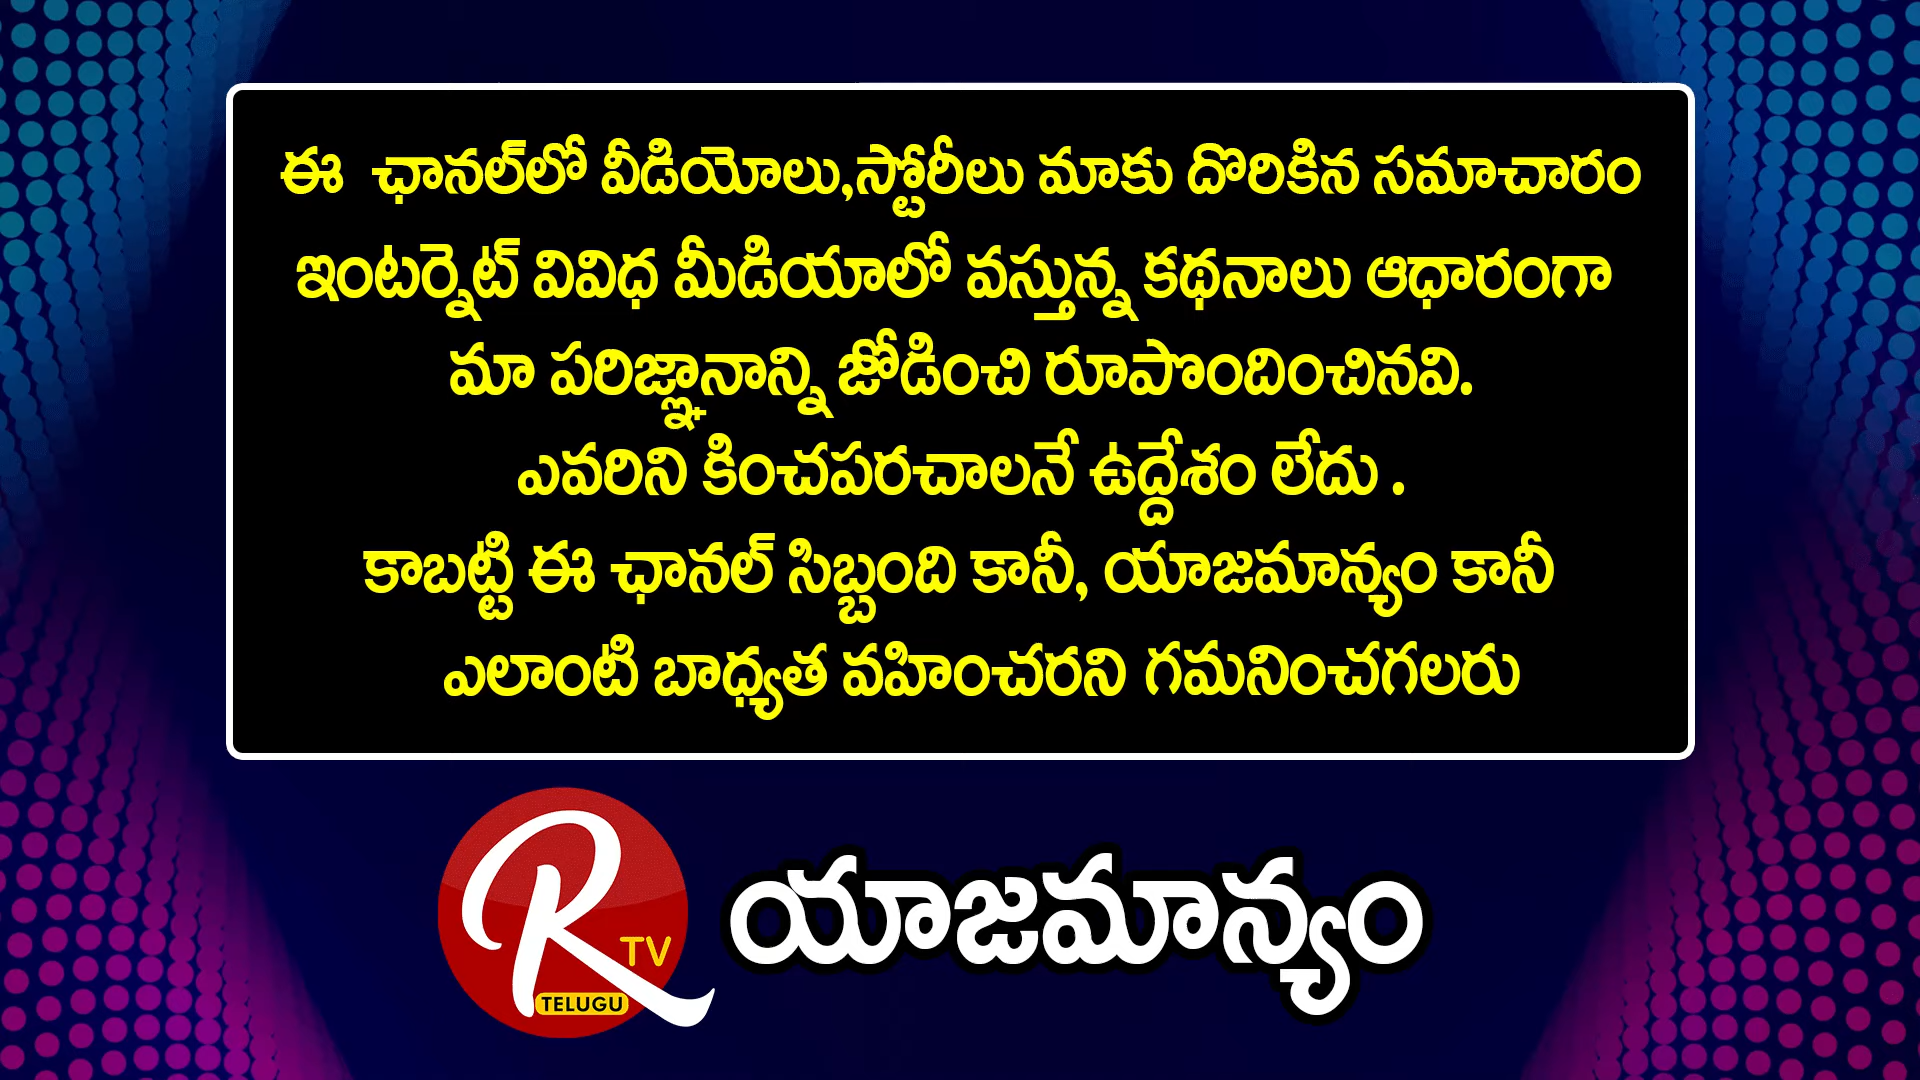 ఈ ఛానల్‌లో వీడియోలు,స్టోరీలు మాకు దొరికిన సమాచారం
ఇంటర్నెట్ వివిధ మీడియాలో వస్తున్న కథనాలు ఆధారంగా
మా పరిజ్ఞానాన్ని జోడించి రూపొందించినవి.
ఎవరిని కించపరచాలనే ఉద్దేశం లేదు .
కాబట్టి ఈ ఛానల్ సిబ్బంది కానీ, యాజమాన్యం కానీ
ఎలాంటి బాధ్యత వహించరని గమనించగలరు
R TV
TELUGU
యాజమాన్యం